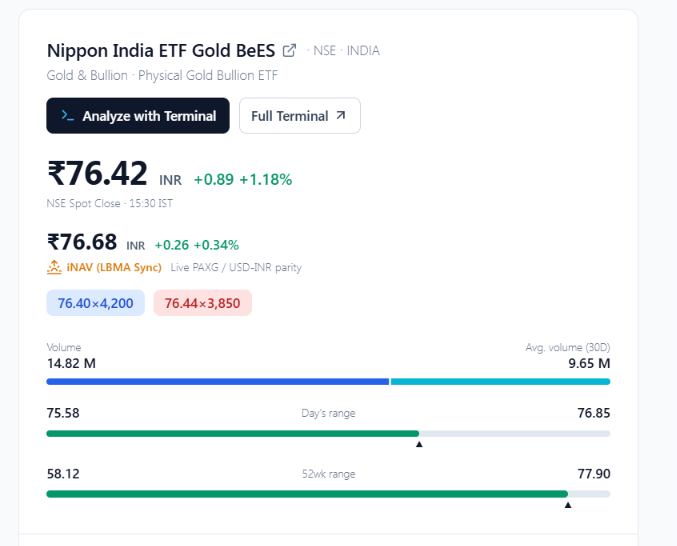 Nippon India ETF Gold BeES · NSE · INDIA
Gold & Bullion · Physical Gold Bullion ETF
Analyze with Terminal Full Terminal
₹76.42 INR +0.89 +1.18%
NSE Spot Close · 15:30 IST
₹76.68 INR +0.26 +0.34%
iNAV (LBMA Sync) Live PAXG / USD-INR parity
76.40×4,200 76.44×3,850
Volume Avg. volume (30D)
14.82 M 9.65 M
75.58 Day's range 76.85
58.12 52wk range 77.90